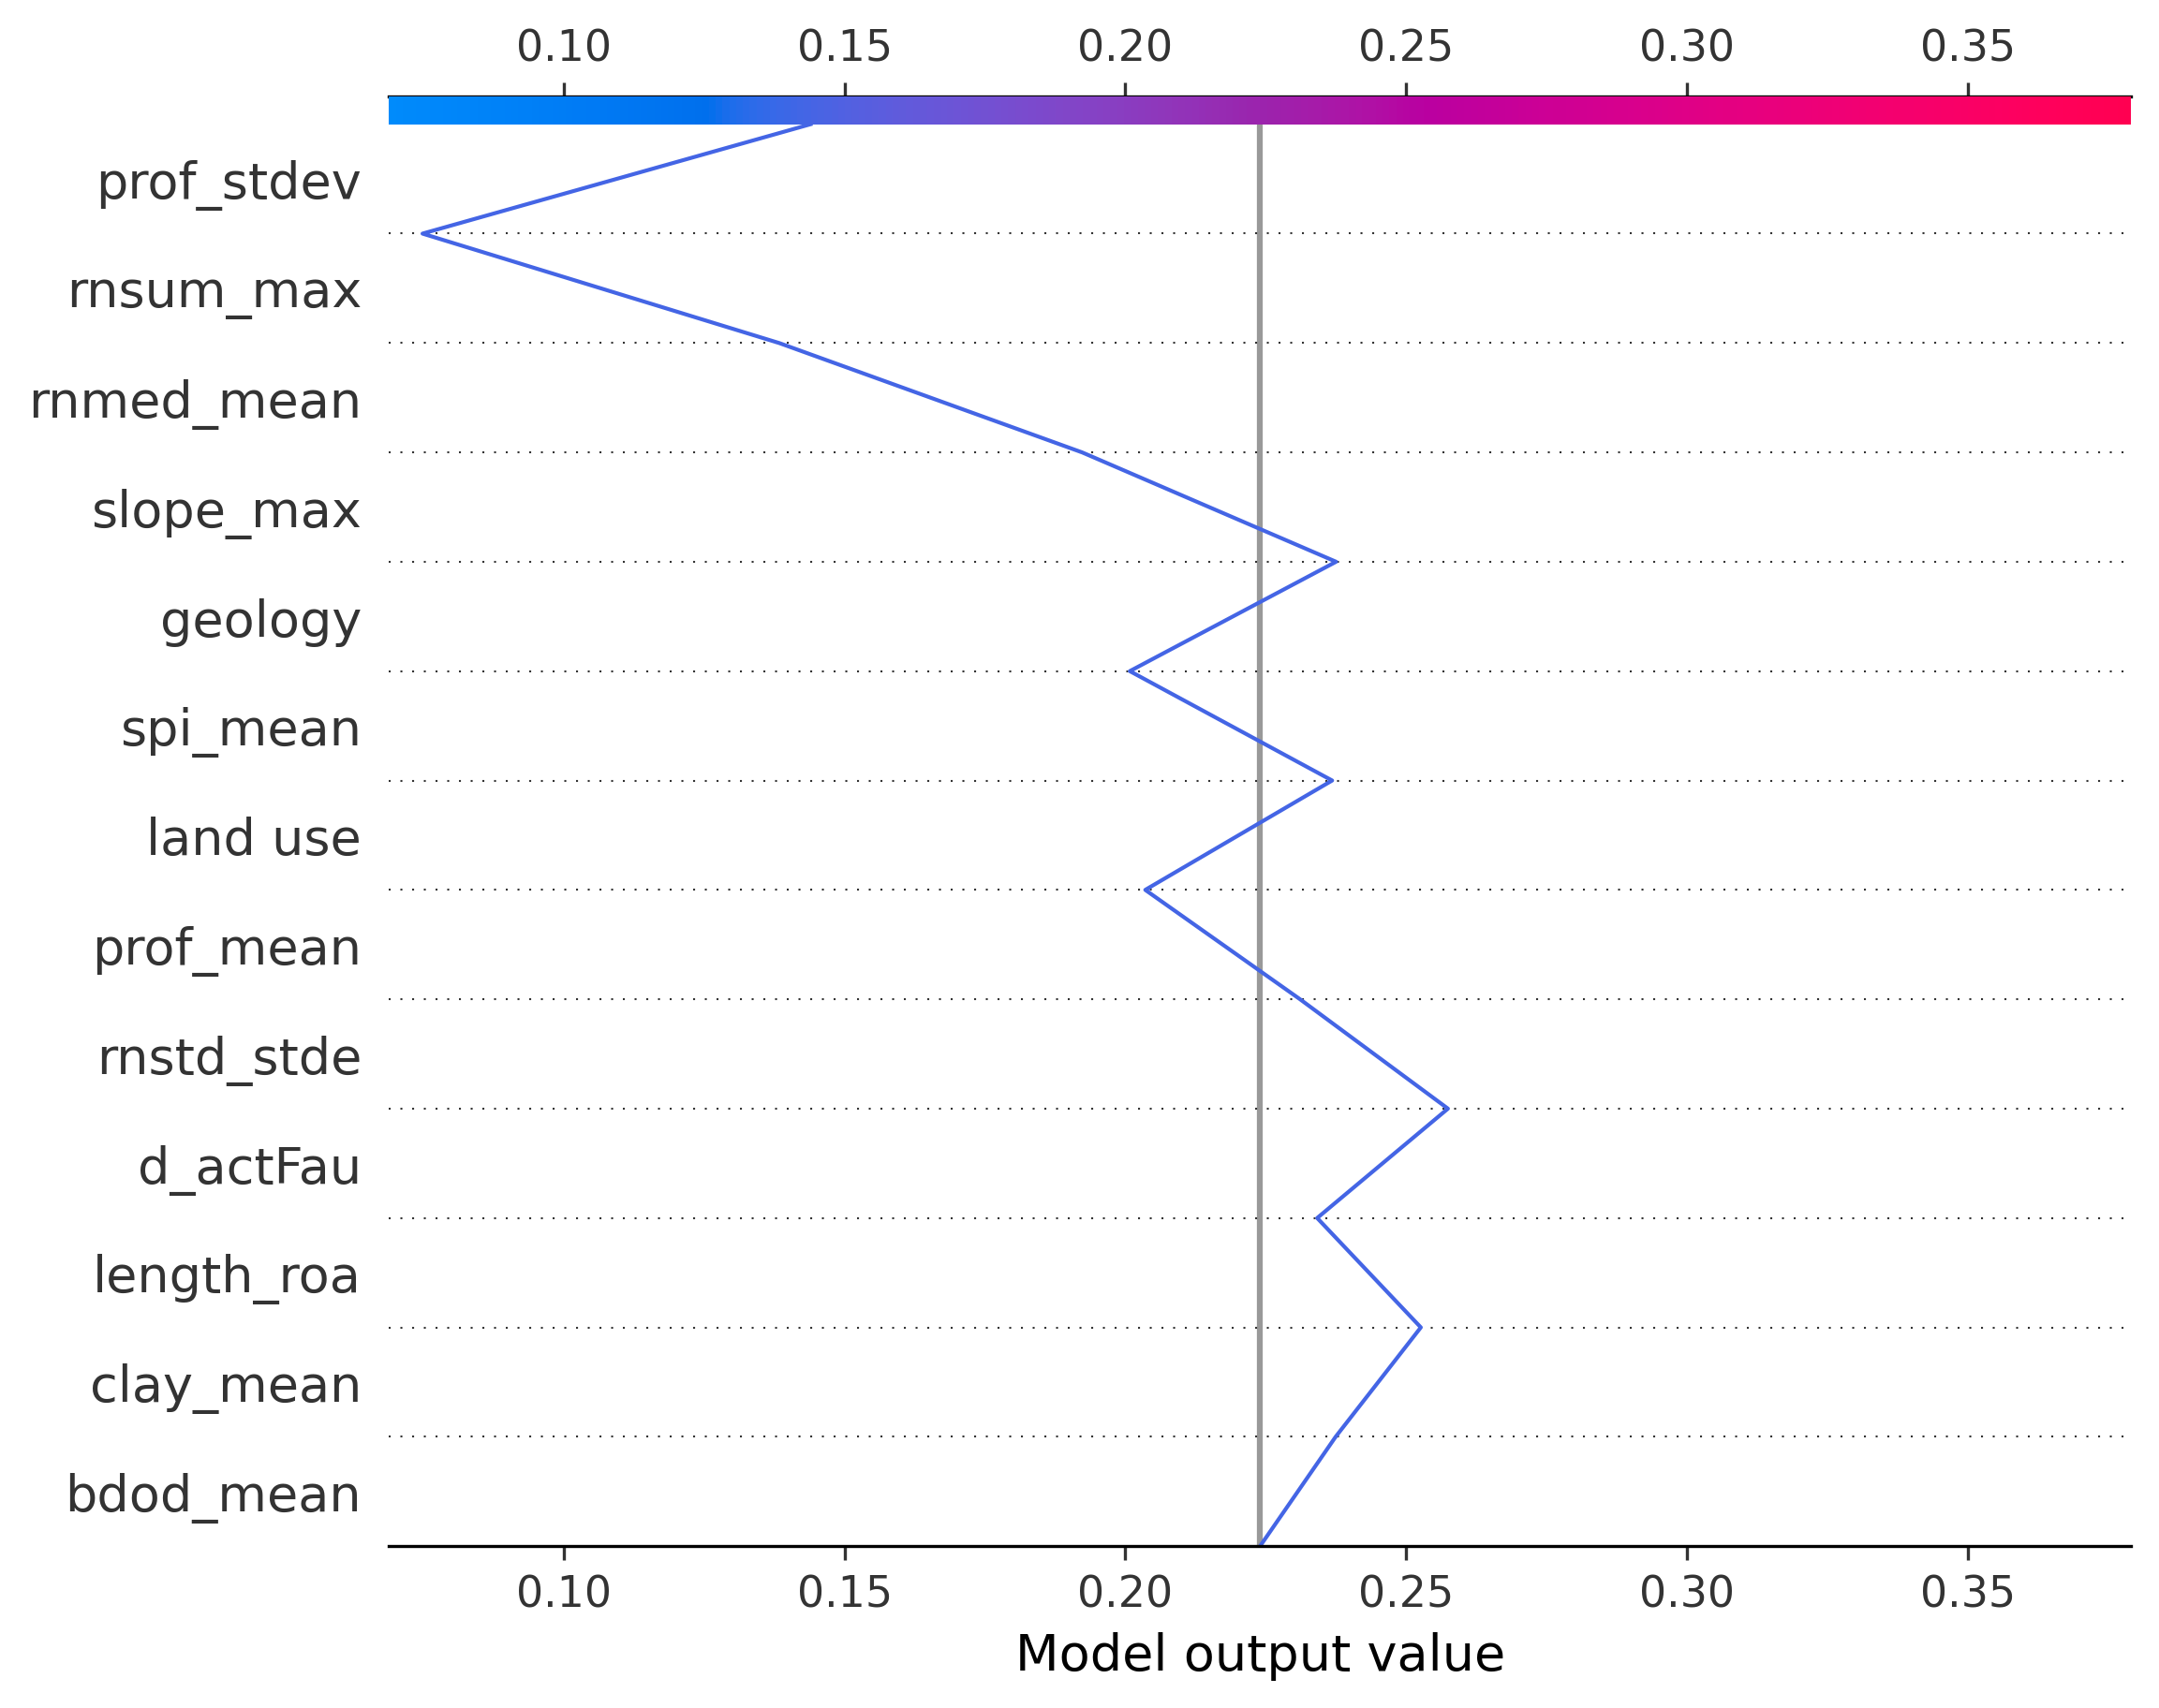 0.10 0.15 0.20 0.25 0.30 0.35
prof_stdev
rnsum_max
rnmed_mean
slope_max
geology
spi_mean
land use
prof_mean
rnstd_stde
d_actFau
length_roa
clay_mean
bdod_mean
0.10 0.15 0.20 0.25 0.30 0.35
Model output value